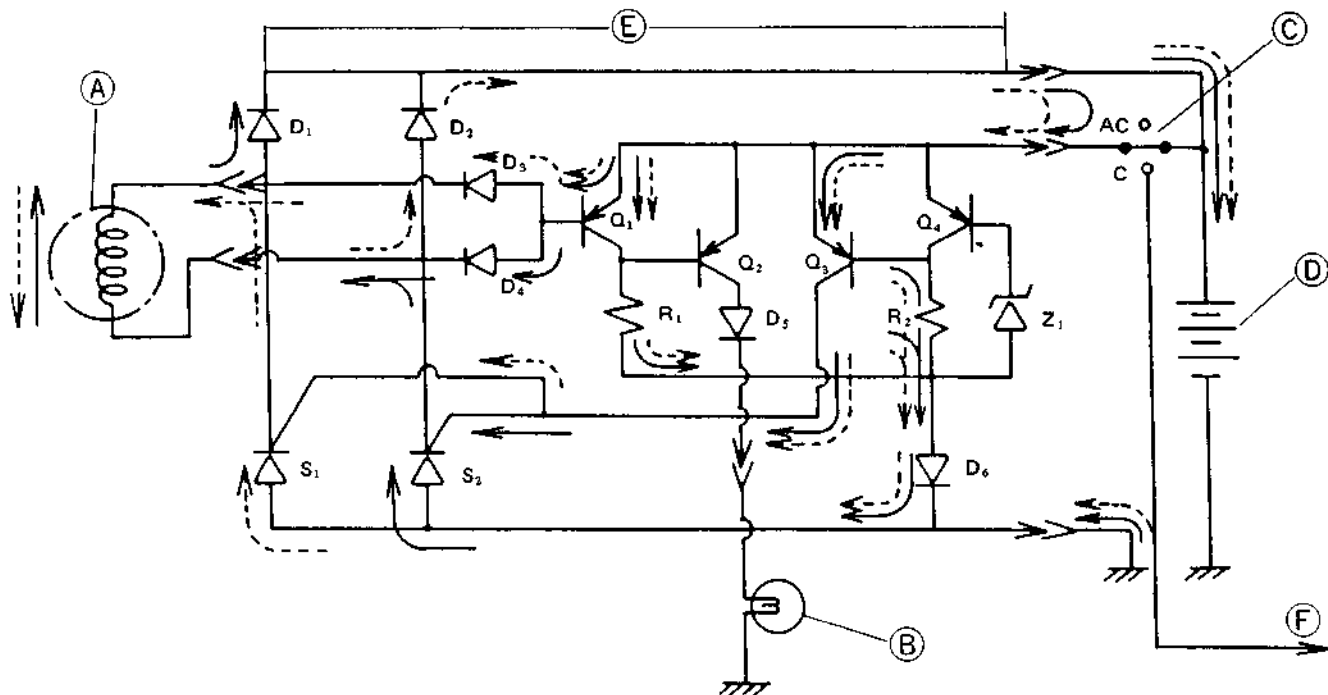 E
A
C
D₁
D₂
AC
D₃
C
Q₁
Q₄
Q₂
Q₃
D₄
D
R₁
D₅
R₂
Z₁
S₁
S₂
D₆
B
F